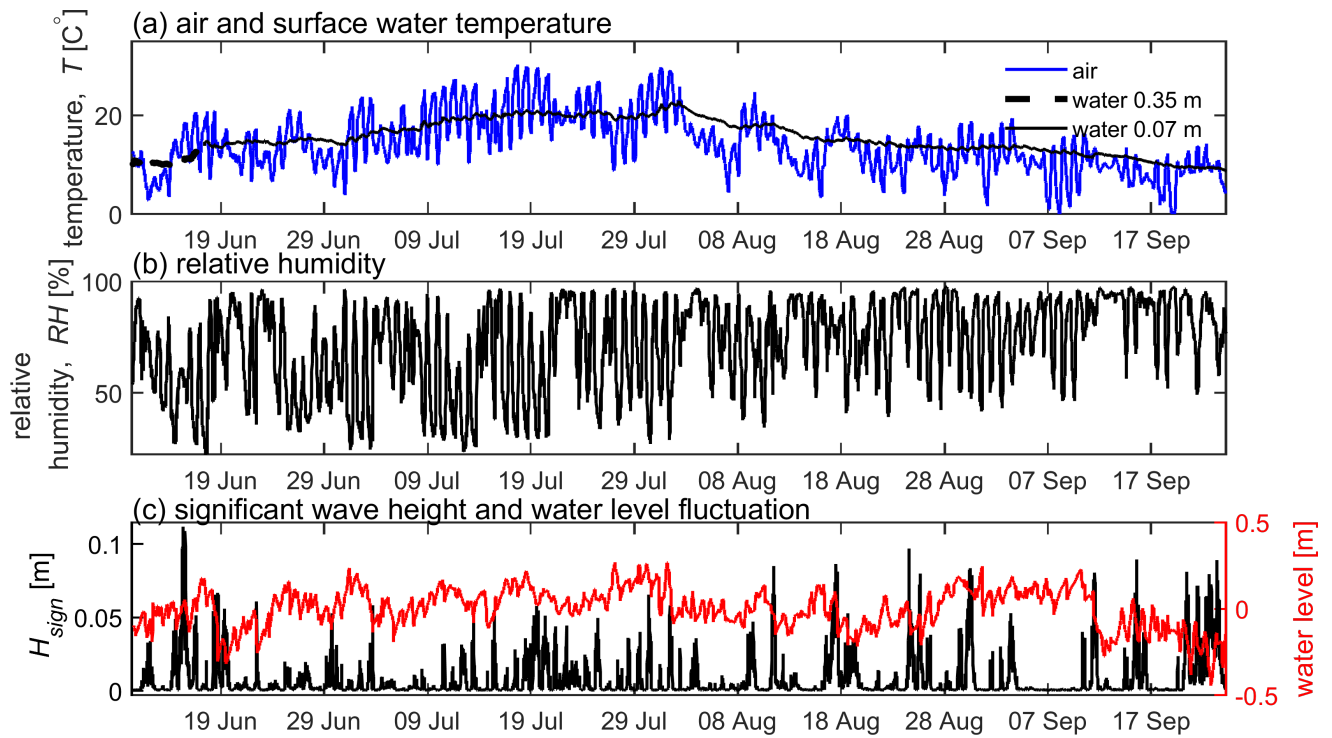 (a) air and surface water temperature
temperature, T [C°]
20
0
air
water 0.35 m
water 0.07 m
19 Jun 29 Jun 09 Jul 19 Jul 29 Jul 08 Aug 18 Aug 28 Aug 07 Sep 17 Sep
(b) relative humidity
relative
humidity, RH [%]
100
50
19 Jun 29 Jun 09 Jul 19 Jul 29 Jul 08 Aug 18 Aug 28 Aug 07 Sep 17 Sep
(c) significant wave height and water level fluctuation
Hsign [m]
0.1
0.05
0
0.5
0
-0.5
water level [m]
19 Jun 29 Jun 09 Jul 19 Jul 29 Jul 08 Aug 18 Aug 28 Aug 07 Sep 17 Sep